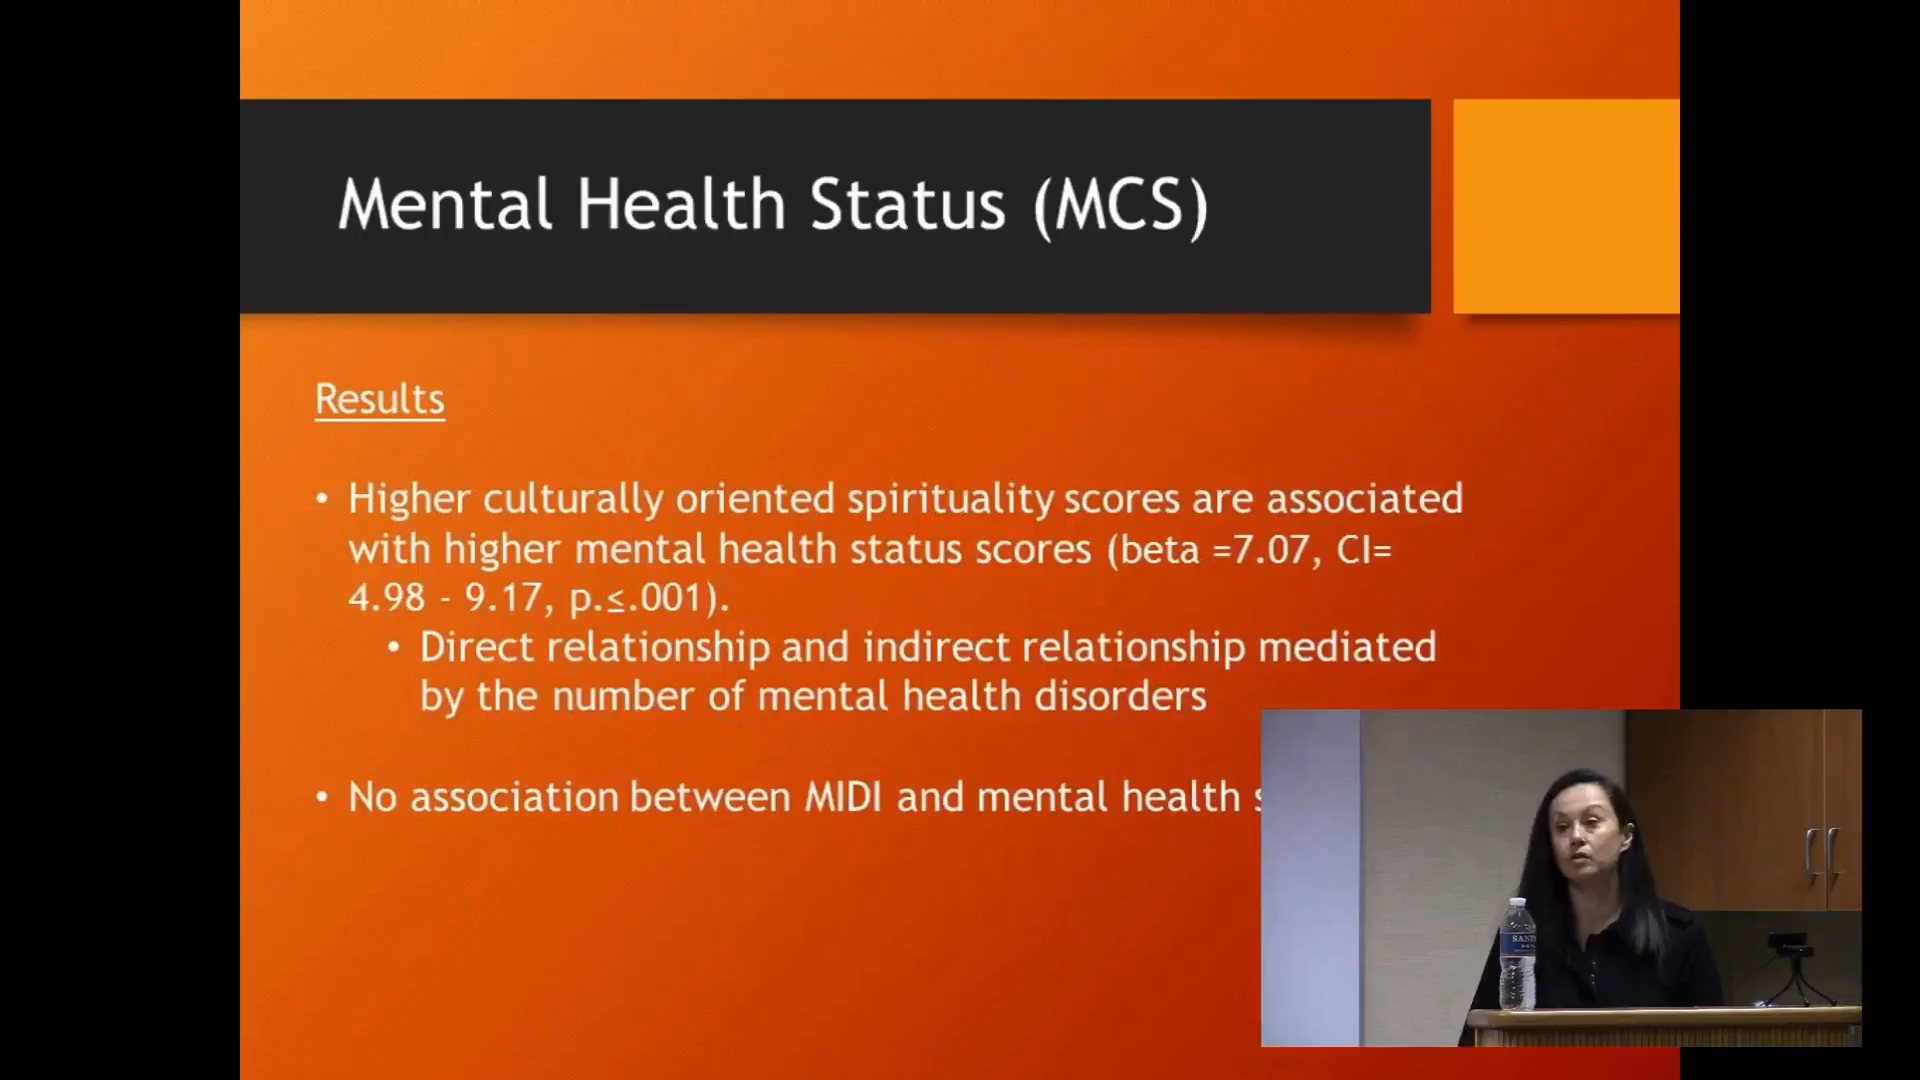 Mental Health Status (MCS)
Results
• Higher culturally oriented spirituality scores are associated
with higher mental health status scores (beta =7.07, CI=
4.98 - 9.17, p.≤.001).
• Direct relationship and indirect relationship mediated
by the number of mental health disorders
• No association between MIDI and mental health